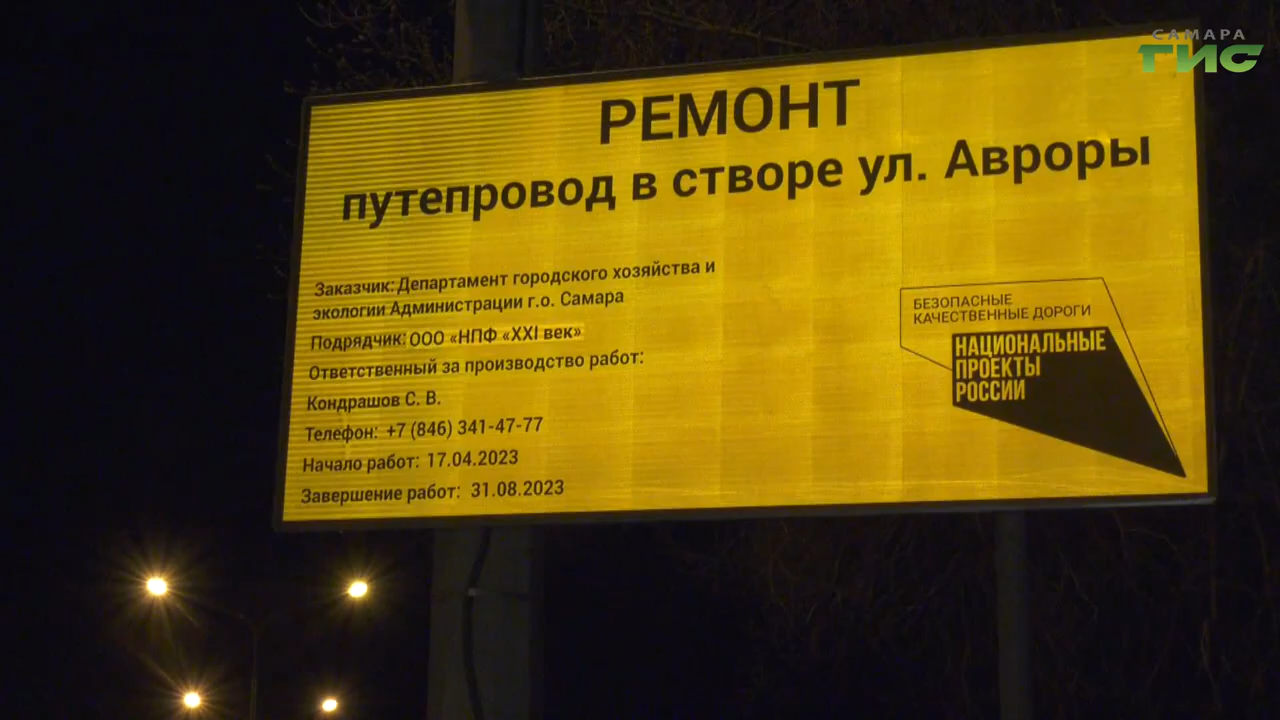 САМАРА
ГИС
РЕМОНТ
путепровод в створе ул. Авроры
Заказчик: Департамент городского хозяйства и
экологии Администрации г.о. Самара
Подрядчик: ООО «НПФ «XXI век»
Ответственный за производство работ:
Кондрашов С. В.
Телефон: +7 (846) 341-47-77
Начало работ: 17.04.2023
Завершение работ: 31.08.2023
БЕЗОПАСНЫЕ
КАЧЕСТВЕННЫЕ ДОРОГИ
НАЦИОНАЛЬНЫЕ
ПРОЕКТЫ
РОССИИ